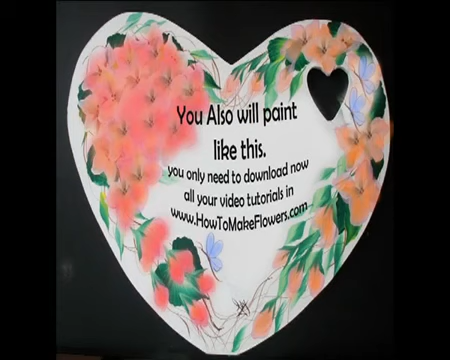 You Also will paint
like this.
you only need to download now
all your video tutorials in
www.HowToMakeFlowers.com